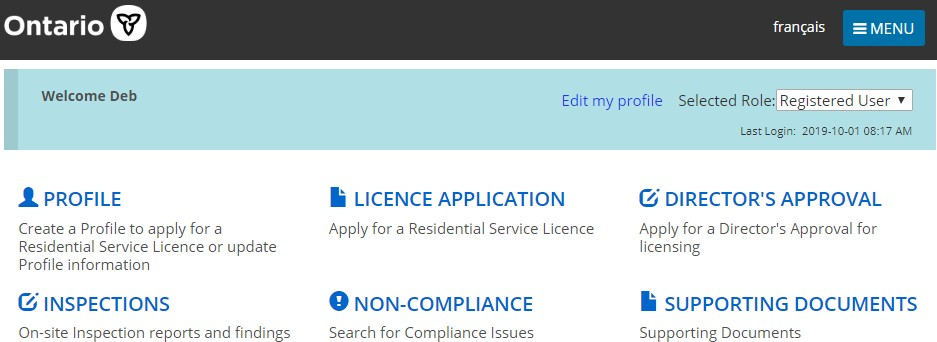 Ontario
français
MENU
Welcome Deb
Edit my profile Selected Role: Registered User
Last Login: 2019-10-01 08:17 AM
PROFILE
Create a Profile to apply for a
Residential Service Licence or update
Profile information
LICENCE APPLICATION
Apply for a Residential Service Licence
DIRECTOR'S APPROVAL
Apply for a Director's Approval for
licensing
INSPECTIONS
On-site Inspection reports and findings
NON-COMPLIANCE
Search for Compliance Issues
SUPPORTING DOCUMENTS
Supporting Documents